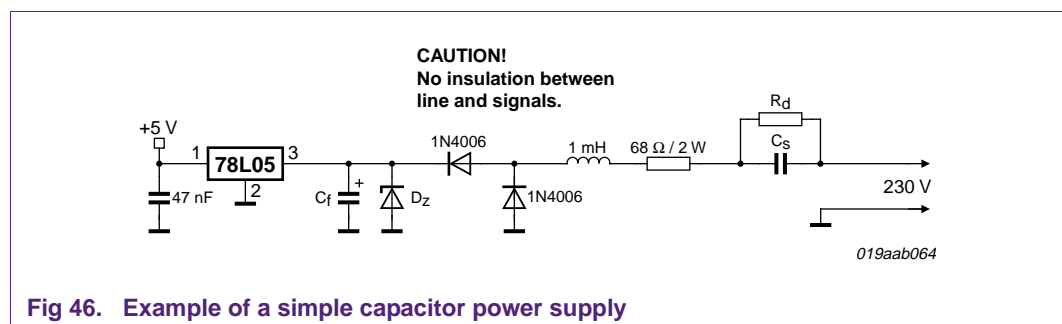 CAUTION!
No insulation between
line and signals.
+5 V
1
78L05
3
2
47 nF
Cf
+
Dz
1N4006
1N4006
1 mH
68 Ω / 2 W
Rd
Cs
230 V
019aab064
Fig 46. Example of a simple capacitor power supply